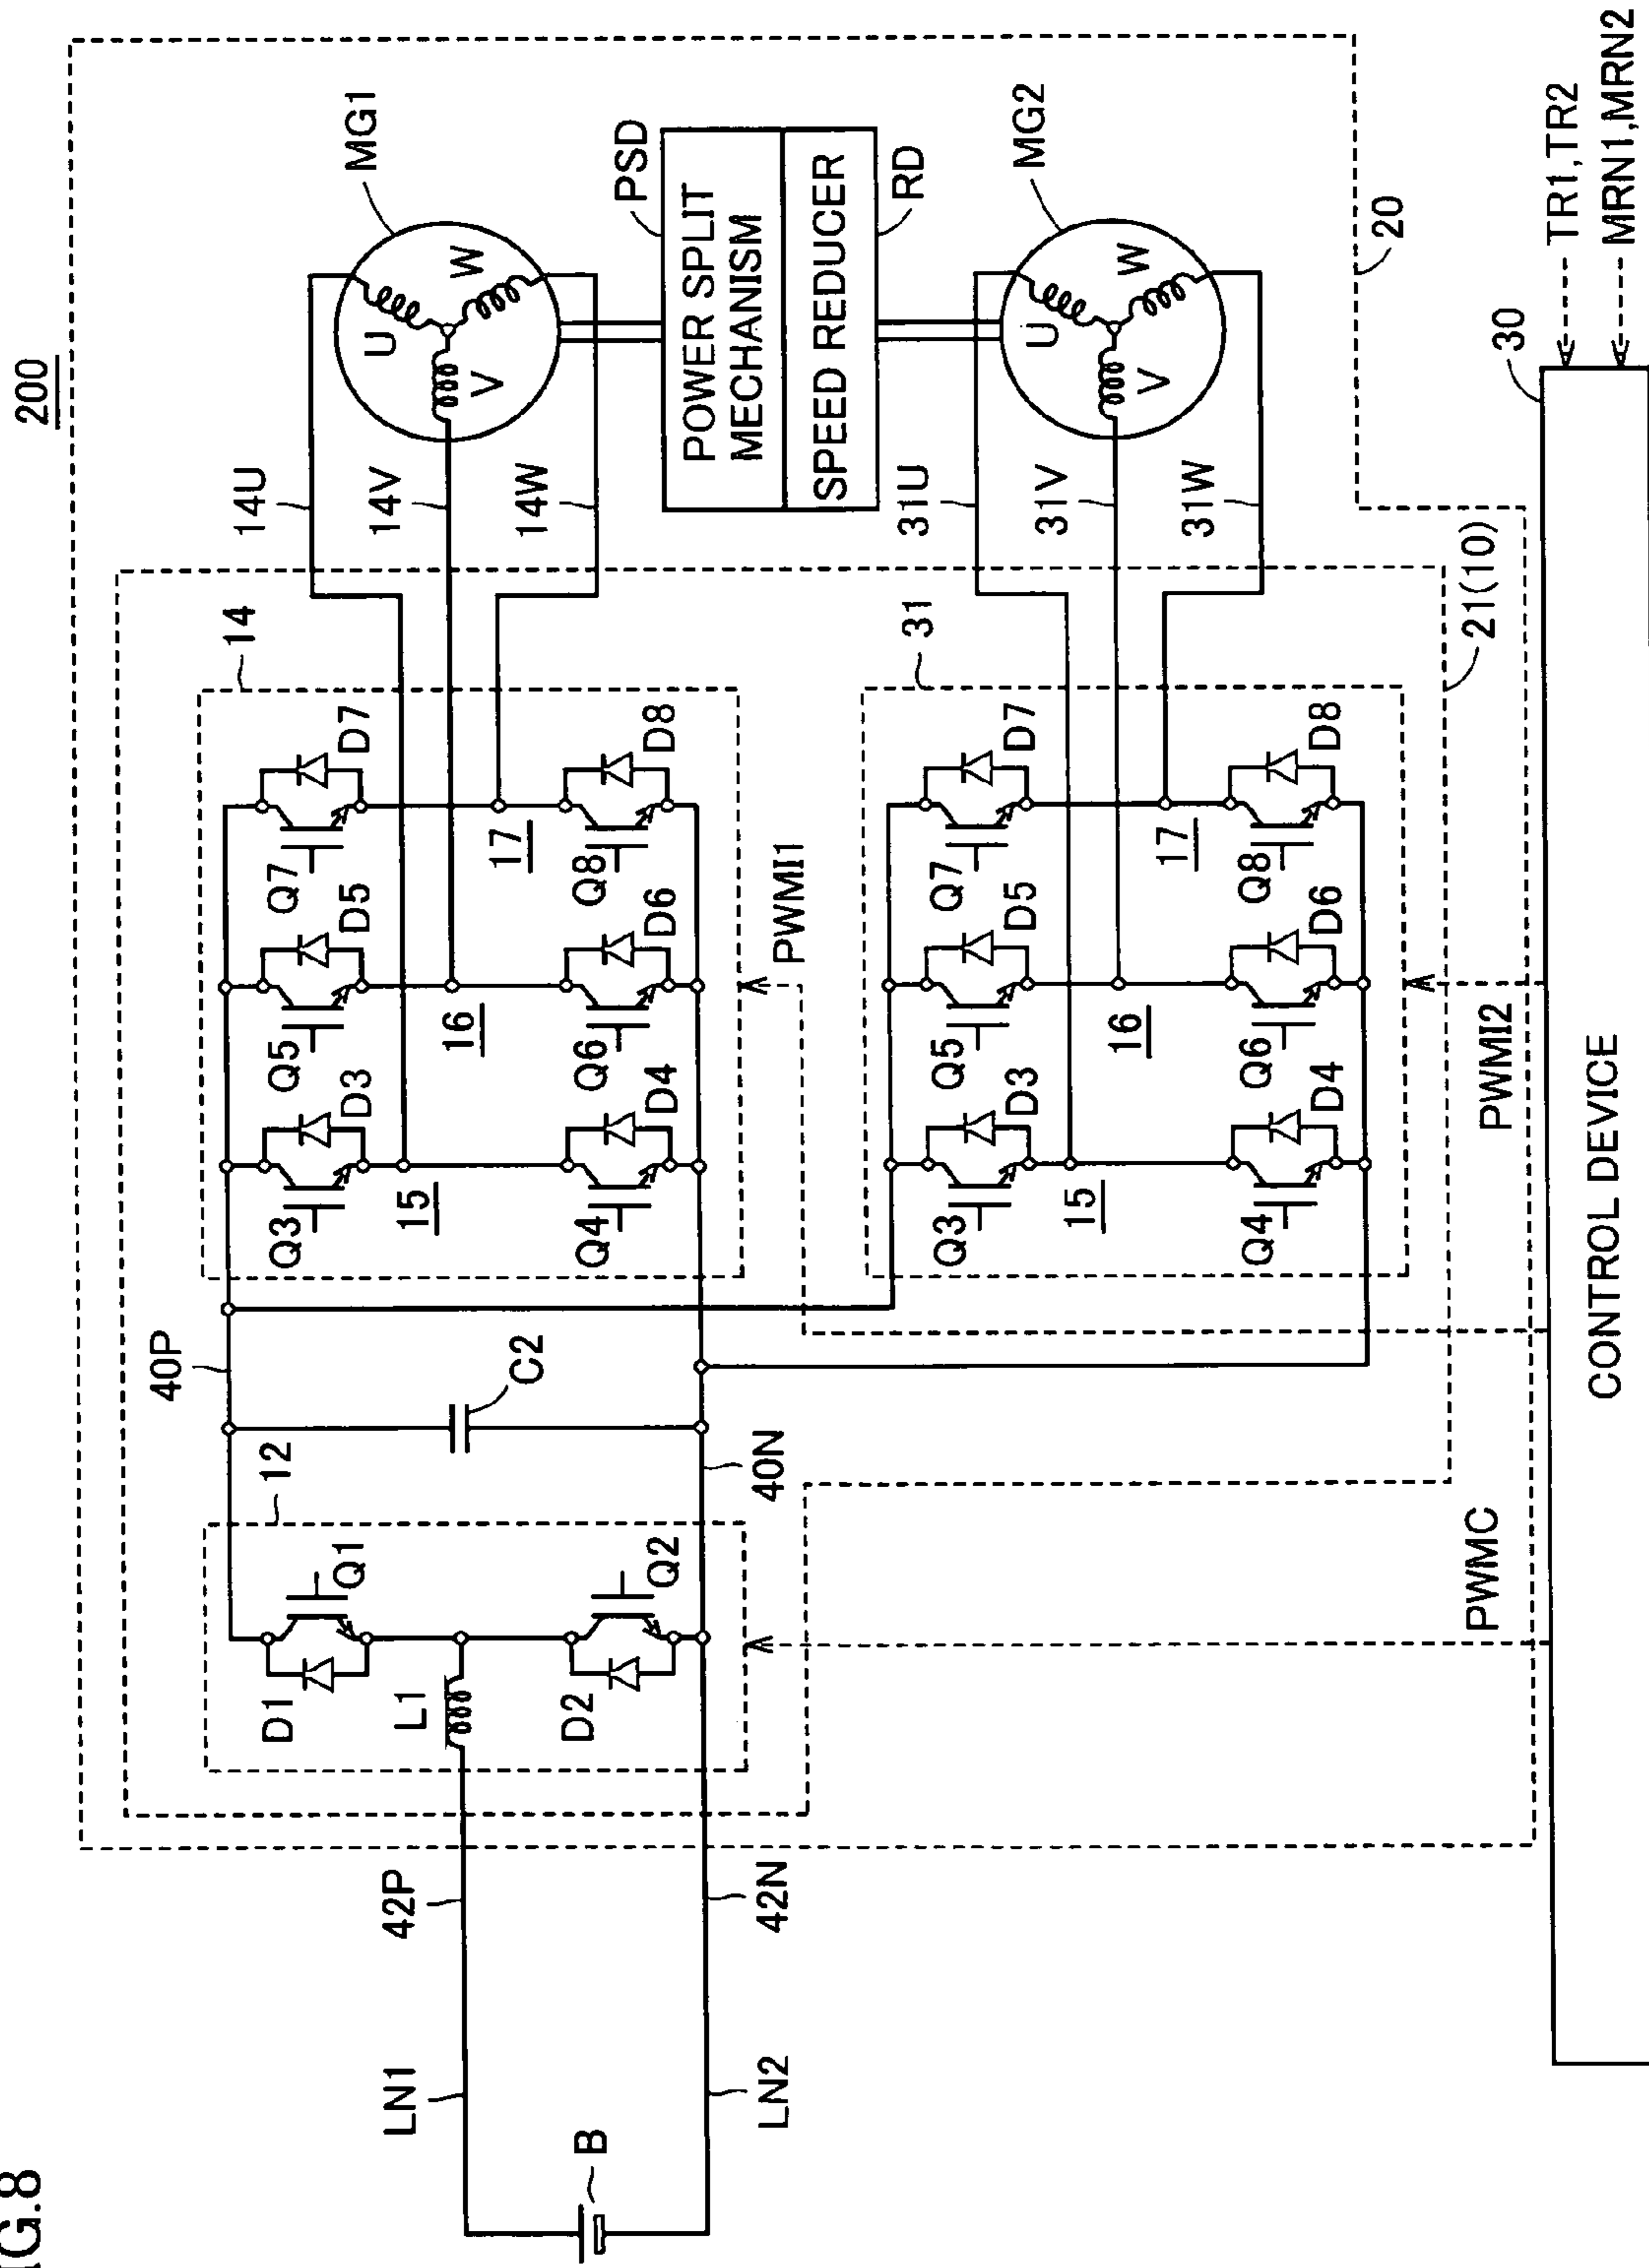 FIG.8
200
MG1
PSD
POWER SPLIT
MECHANISM
SPEED REDUCER
RD
MG2
20
TR1,TR2
MRN1,MRN2
30
U
V
W
U
V
W
14U
14V
14W
31U
31V
31W
21(10)
14
31
Q7
D7
Q5
D5
Q3
D3
15
16
17
Q8
D8
Q6
D6
Q4
D4
PWMI1
Q7
D7
Q5
D5
Q3
D3
15
16
17
Q8
D8
Q6
D6
Q4
D4
PWMI2
40P
C2
40N
12
Q1
D1
L1
Q2
D2
PWMC
CONTROL DEVICE
42P
42N
LN1
LN2
B